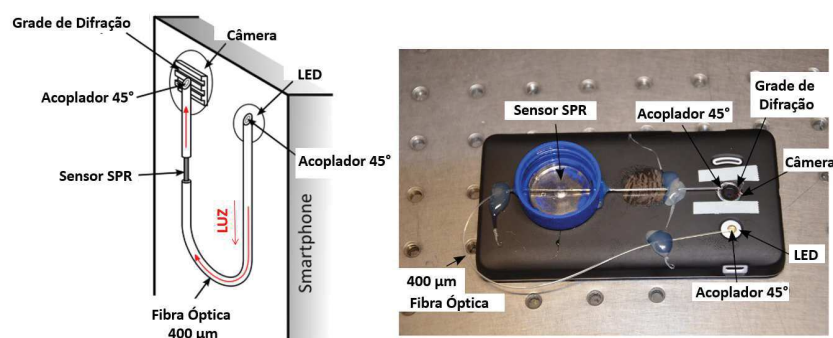 Grade de Difração
Câmera
LED
Acoplador 45°
Acoplador 45°
Sensor SPR
LUZ
Smartphone
Fibra Óptica
400 µm
Sensor SPR
Acoplador 45°
Grade de
Difração
Câmera
LED
Acoplador 45°
400 µm
Fibra Óptica